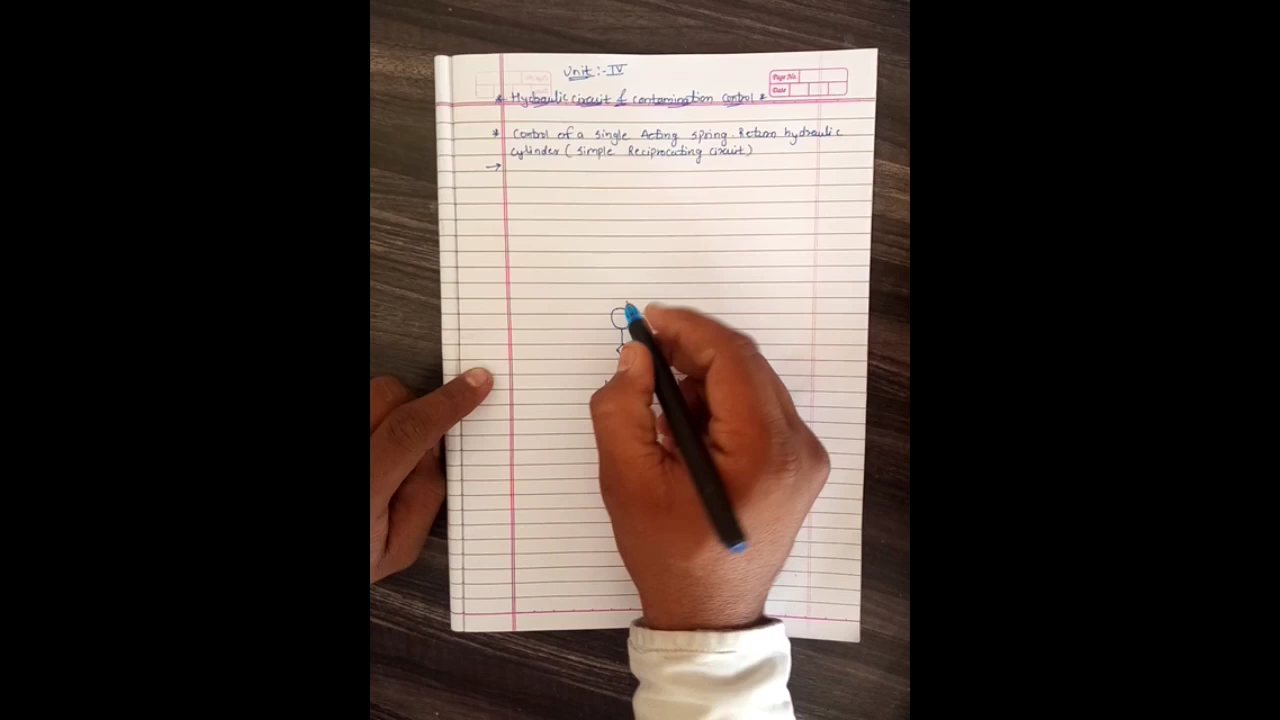 Unit :- IV
* Hydraulic circuit & contamination control *
Page No.
Date
* Control of a single Acting spring-Return hydraulic
cylinder ( simple Reciprocating circuit )
→